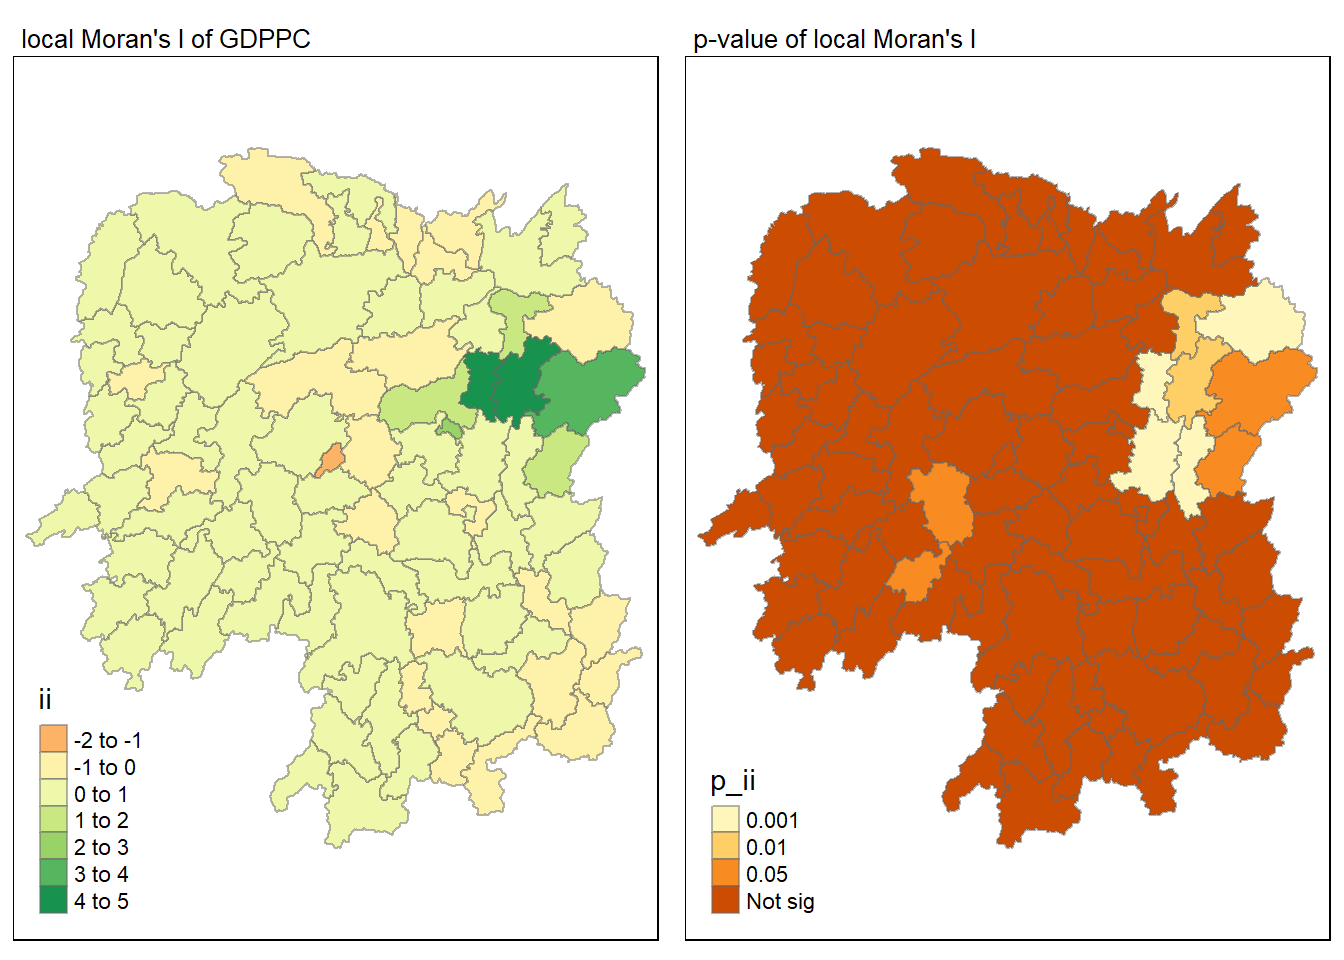 local Moran's I of GDPPC
ii
-2 to -1
-1 to 0
0 to 1
1 to 2
2 to 3
3 to 4
4 to 5
p-value of local Moran's I
p_ii
0.001
0.01
0.05
Not sig